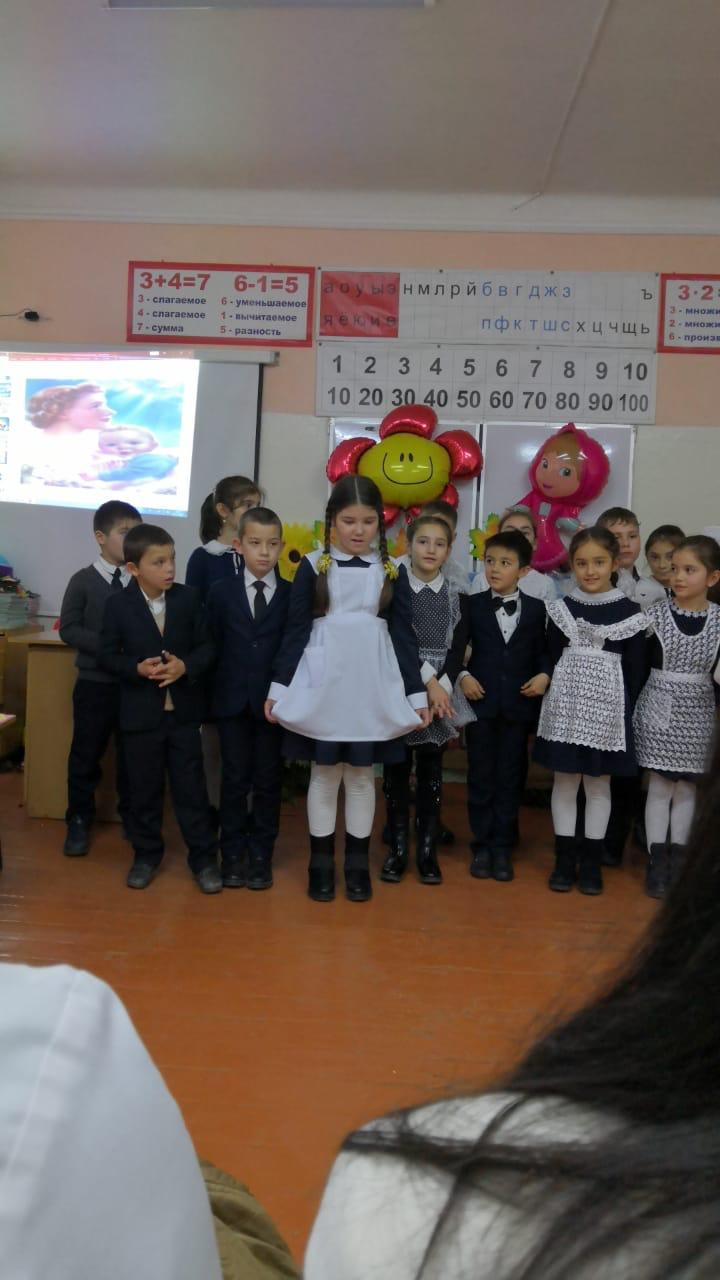 3+4=7 6-1=5
3 - слагаемое 6 - уменьшаемое
4 - слагаемое 1 - вычитаемое
7 - сумма 5 - разность
а о у ы э н м л р й б в г д ж з ъ
я ё ю и е п ф к т ш с х ц ч щ ь
1 2 3 4 5 6 7 8 9 10
10 20 30 40 50 60 70 80 90 100
3·2=
3 - множи
2 - множи
6 - произв